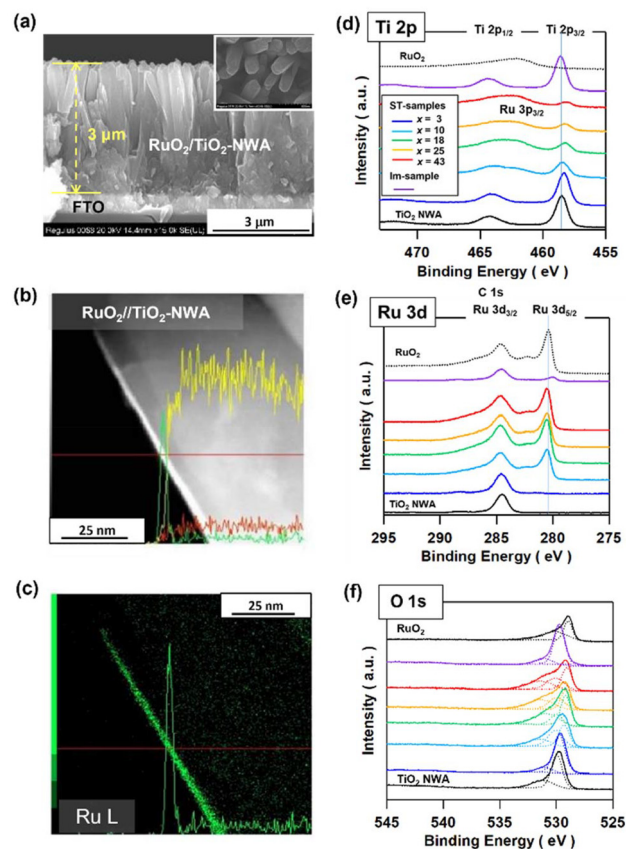 (a)
3 µm
RuO2/TiO2-NWA
FTO
3 µm
(b)
RuO2//TiO2-NWA
25 nm
(c)
25 nm
Ru L
(d)
Ti 2p
Ti 2p1/2
Ti 2p3/2
RuO2
ST-samples
x = 3
x = 10
x = 18
x = 25
x = 43
Im-sample
Ru 3p3/2
TiO2 NWA
Intensity ( a.u. )
470 465 460 455
Binding Energy ( eV )
(e)
Ru 3d
C 1s
Ru 3d3/2
Ru 3d5/2
RuO2
TiO2 NWA
Intensity ( a.u. )
295 290 285 280 275
Binding Energy ( eV )
(f)
O 1s
RuO2
TiO2 NWA
Intensity ( a.u. )
545 540 535 530 525
Binding Energy ( eV )